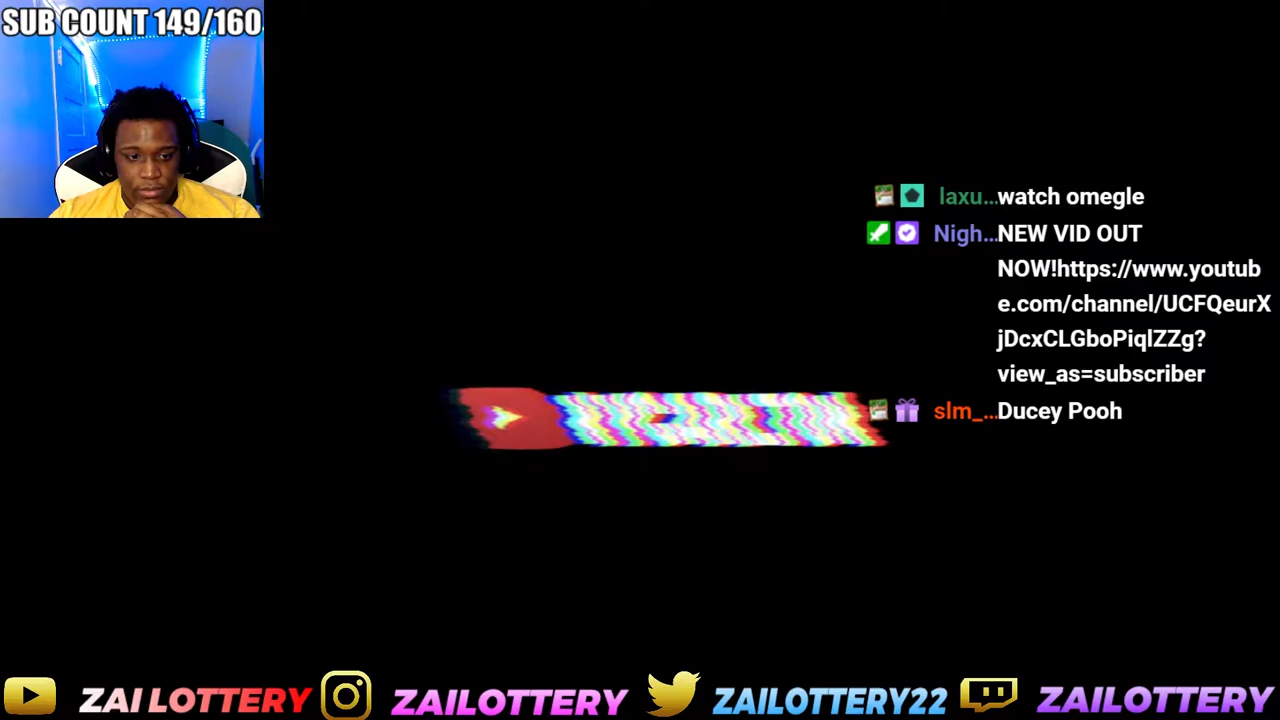 SUB COUNT 149/160
laxu...watch omegle
Nigh...NEW VID OUT
NOW!https://www.youtub
e.com/channel/UCFQeurX
jDcxCLGboPiqlZZg?
view_as=subscriber
slm_...Ducey Pooh
ZAI LOTTERY ZAILOTTERY ZAILOTTERY22 ZAILOTTERY